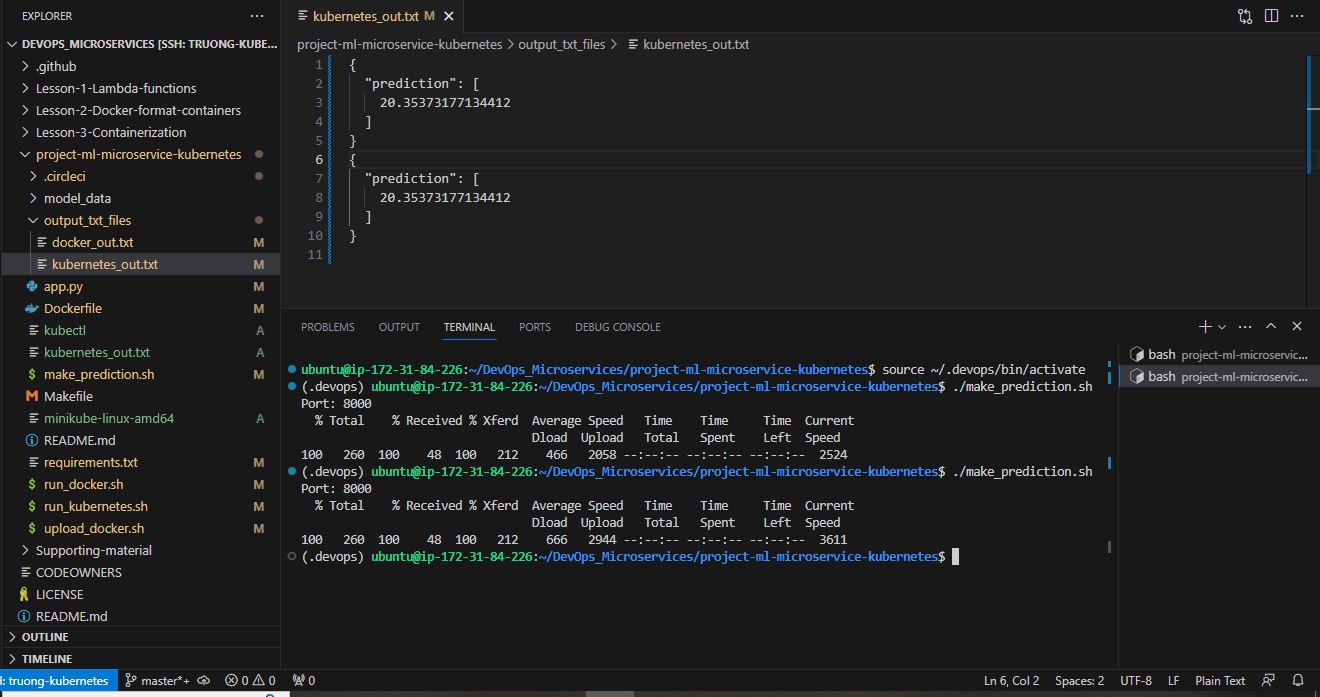 EXPLORER
DEVOPS_MICROSERVICES [SSH: TRUONG-KUBE...
.github
Lesson-1-Lambda-functions
Lesson-2-Docker-format-containers
Lesson-3-Containerization
project-ml-microservice-kubernetes
.circleci
model_data
output_txt_files
docker_out.txt M
kubernetes_out.txt M
app.py M
Dockerfile M
kubectl A
kubernetes_out.txt A
make_prediction.sh M
Makefile
minikube-linux-amd64 A
README.md
requirements.txt M
run_docker.sh M
run_kubernetes.sh M
upload_docker.sh M
Supporting-material
CODEOWNERS
LICENSE
README.md
OUTLINE
TIMELINE
kubernetes_out.txt M
project-ml-microservice-kubernetes > output_txt_files > kubernetes_out.txt
1 {
2 "prediction": [
3 20.35373177134412
4 ]
5 }
6 {
7 "prediction": [
8 20.35373177134412
9 ]
10 }
11
PROBLEMS OUTPUT TERMINAL PORTS DEBUG CONSOLE
ubuntu@ip-172-31-84-226:~/DevOps_Microservices/project-ml-microservice-kubernetes$ source ~/.devops/bin/activate
(.devops) ubuntu@ip-172-31-84-226:~/DevOps_Microservices/project-ml-microservice-kubernetes$ ./make_prediction.sh
Port: 8000
% Total % Received % Xferd Average Speed Time Time Time Current
Dload Upload Total Spent Left Speed
100 260 100 48 100 212 466 2058 --:--:-- --:--:-- --:--:-- 2524
(.devops) ubuntu@ip-172-31-84-226:~/DevOps_Microservices/project-ml-microservice-kubernetes$ ./make_prediction.sh
Port: 8000
% Total % Received % Xferd Average Speed Time Time Time Current
Dload Upload Total Spent Left Speed
100 260 100 48 100 212 666 2944 --:--:-- --:--:-- --:--:-- 3611
(.devops) ubuntu@ip-172-31-84-226:~/DevOps_Microservices/project-ml-microservice-kubernetes$
bash project-ml-microservic...
bash project-ml-microservic...
H: truong-kubernetes master*+ 0 0 0 Ln 6, Col 2 Spaces: 2 UTF-8 LF Plain Text